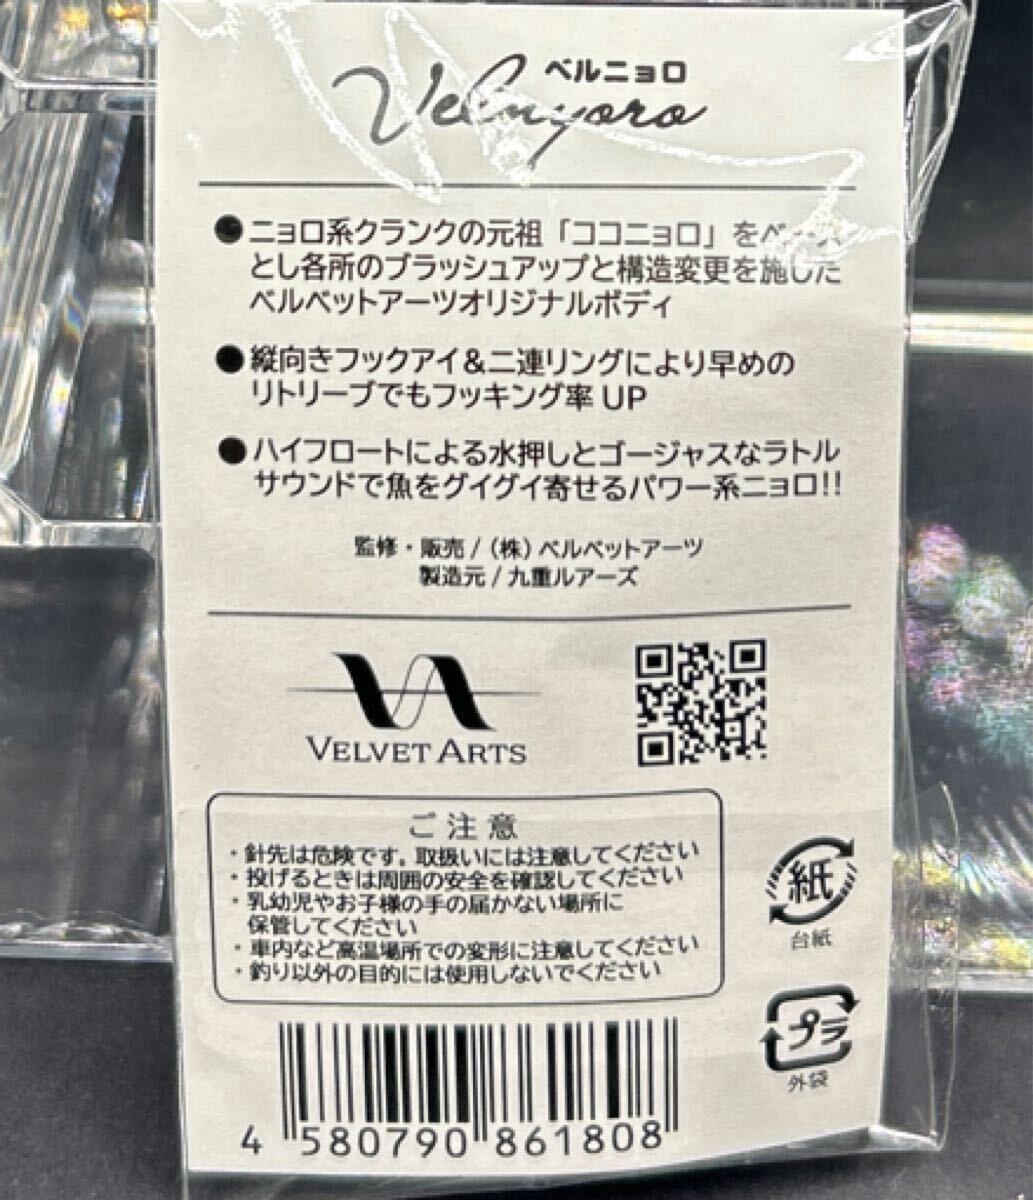 ベルニョロ
Velnyoro
●ニョロ系クランクの元祖「ココニョロ」をベース
とし各所のブラッシュアップと構造変更を施した
ベルベットアーツオリジナルボディ
●縦向きフックアイ&二連リングにより早めの
リトリーブでもフッキング率 UP
●ハイフロートによる水押しとゴージャスなラトル
サウンドで魚をグイグイ寄せるパワー系ニョロ!!
監修・販売/(株)ベルベットアーツ
製造元/九重ルアーズ
VELVET ARTS
ご注意
・針先は危険です。取扱いには注意してください
・投げるときは周囲の安全を確認してください
・乳幼児やお子様の手の届かない場所に
保管してください
・車内など高温場所での変形に注意してください
・釣り以外の目的には使用しないでください
紙
台紙
プラ
外袋
4 580790 861808